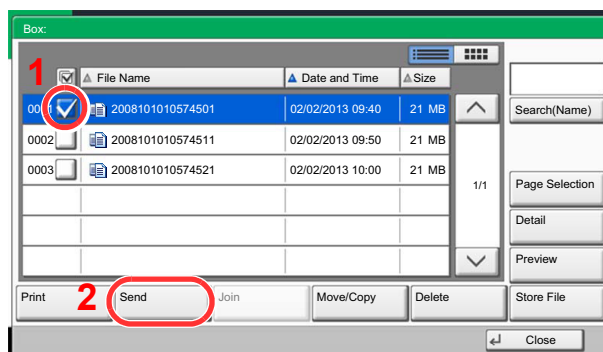 Box:
1
File Name Date and Time Size
0001 2008101010574501 02/02/2013 09:40 21 MB
Search(Name)
0002 2008101010574511 02/02/2013 09:50 21 MB
0003 2008101010574521 02/02/2013 10:00 21 MB
1/1
Page Selection
Detail
Preview
Print 2 Send Join Move/Copy Delete Store File
Close